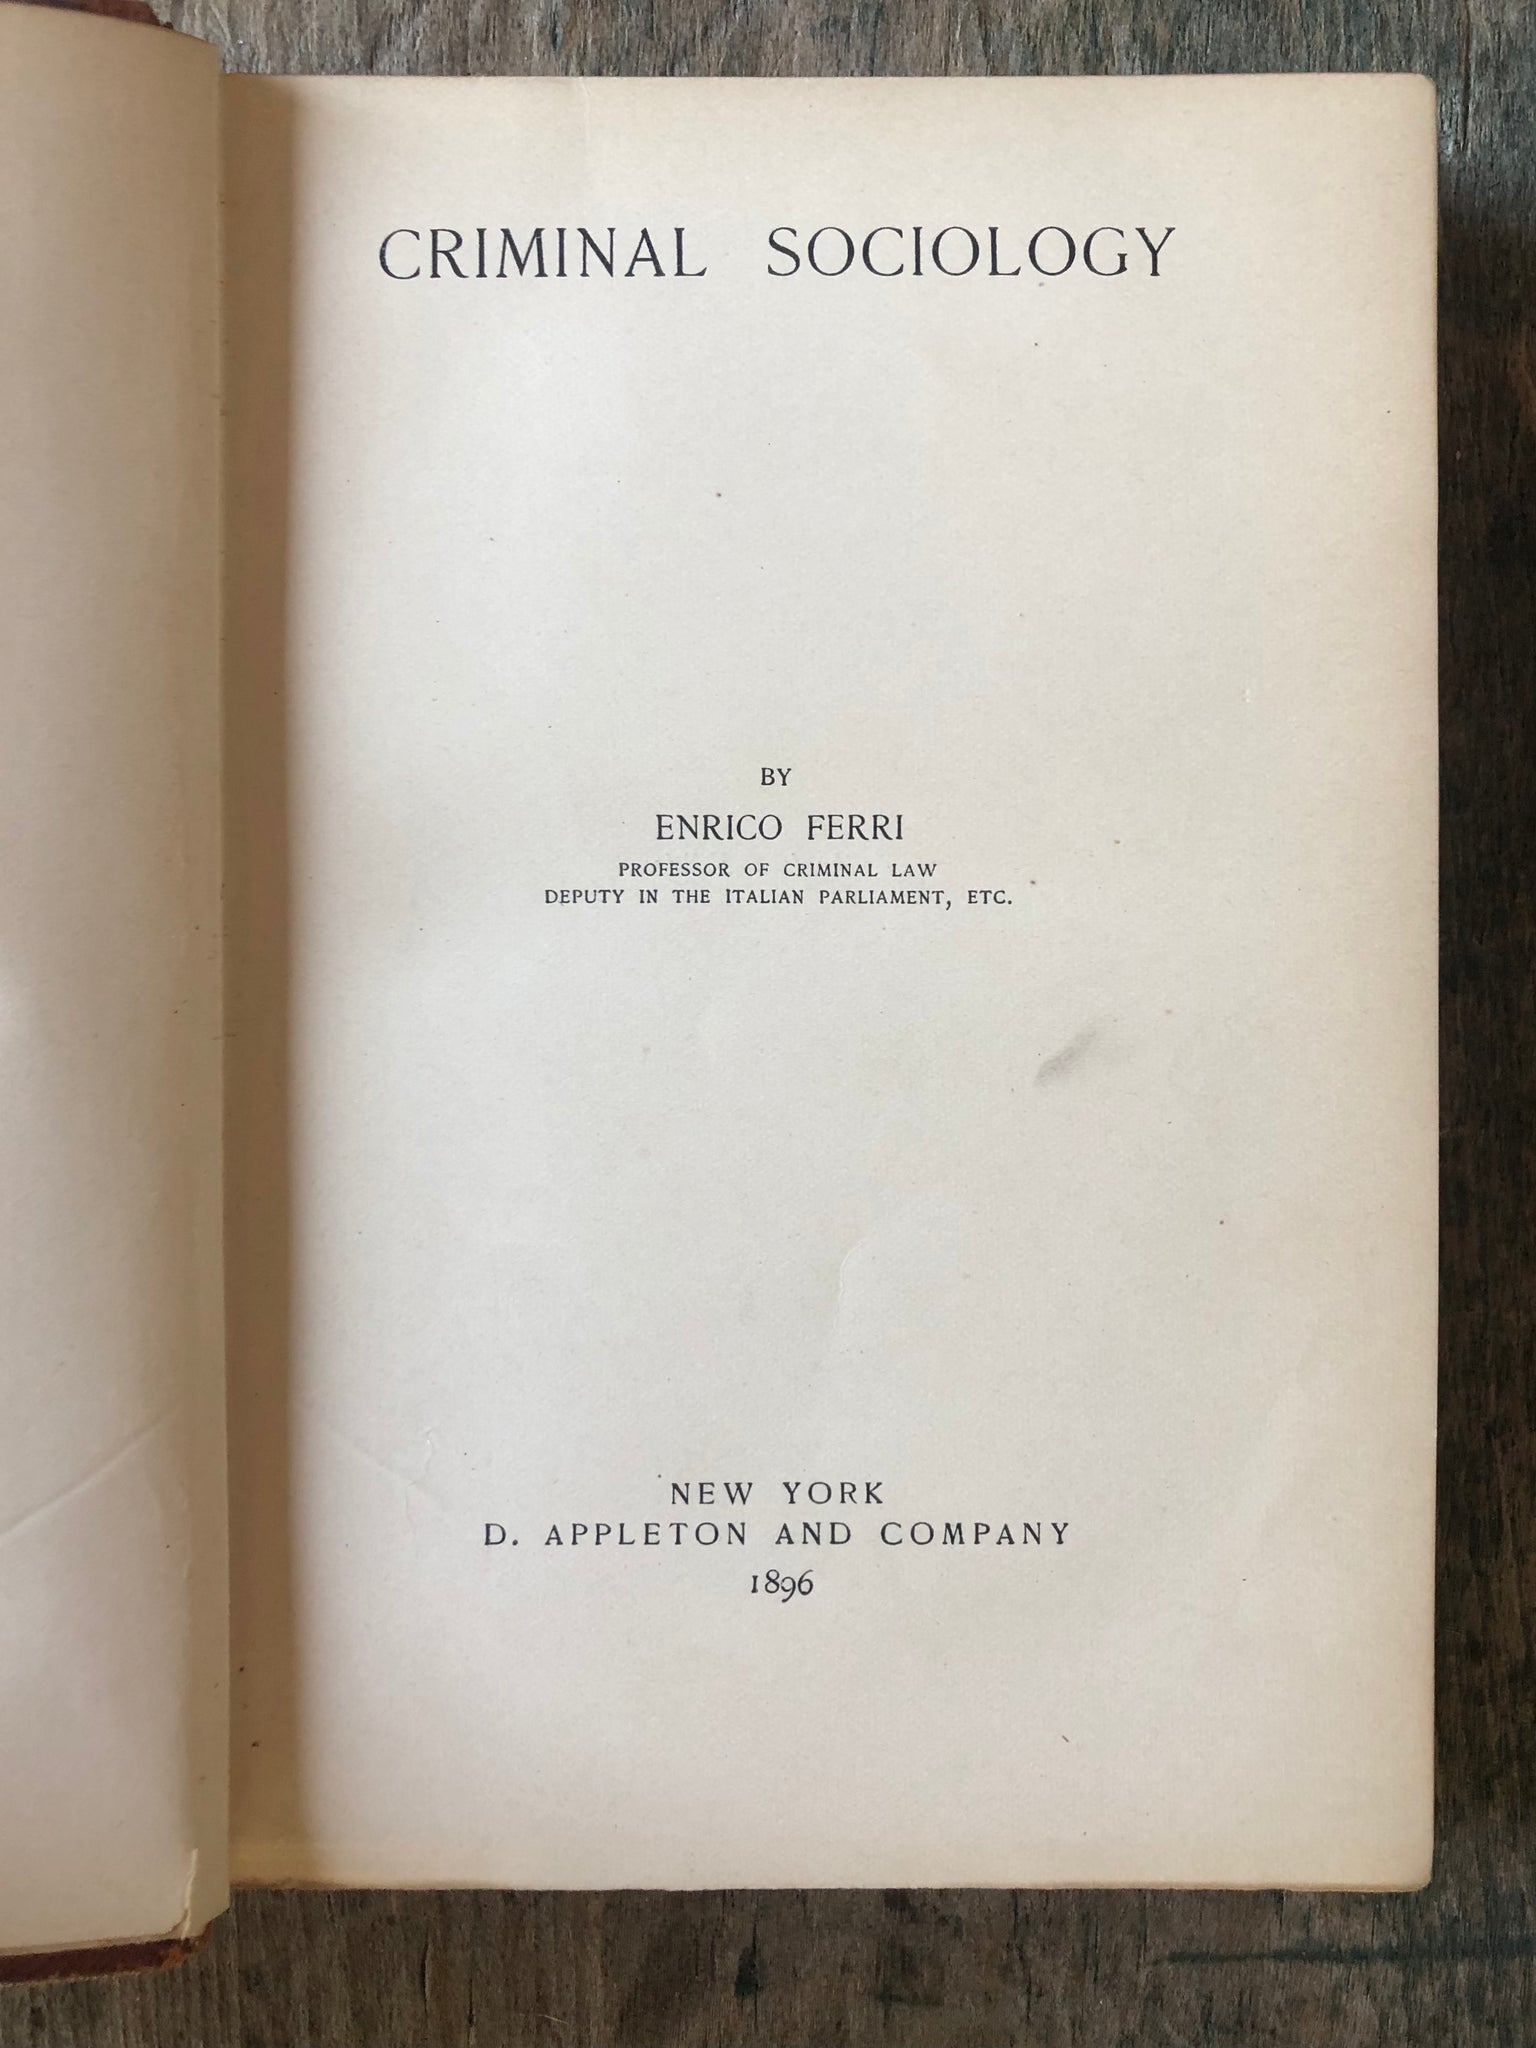 CRIMINAL SOCIOLOGY
BY
ENRICO FERRI
PROFESSOR OF CRIMINAL LAW
DEPUTY IN THE ITALIAN PARLIAMENT, ETC.
NEW YORK
D. APPLETON AND COMPANY
1896